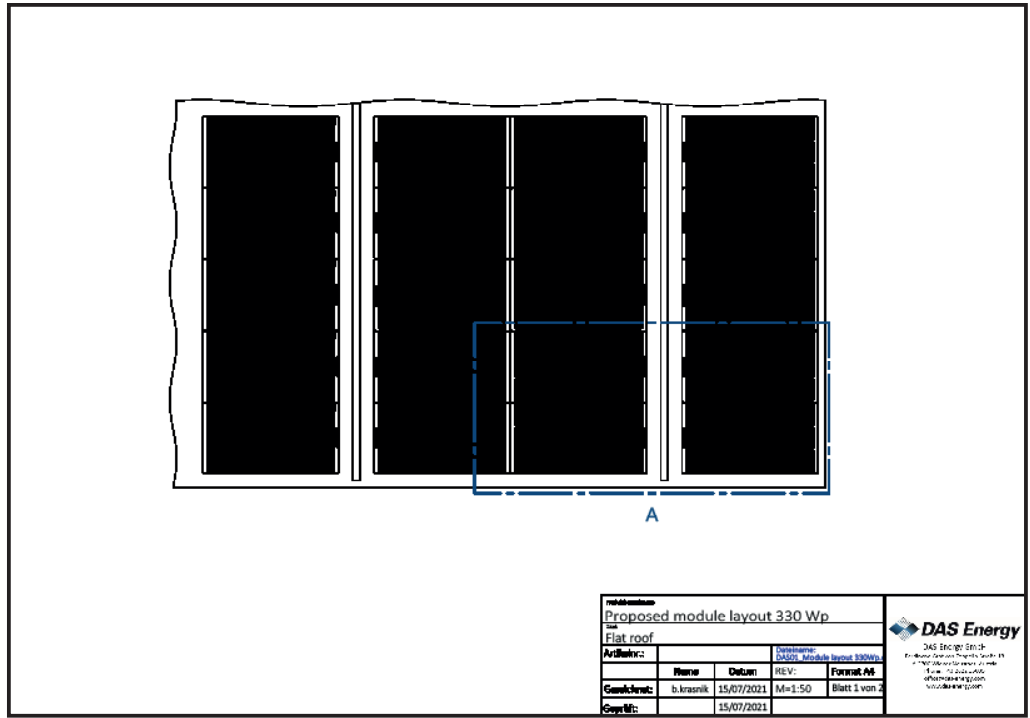 A
Proposed module layout 330 Wp
Flat roof
Artikelnr.:
Dateiname:
DAS01_Module layout 330Wp.
Name Datum REV: Format A4
Gezeichnet: b.krasnik 15/07/2021 M=1:50 Blatt 1 von 2
Geprüft: 15/07/2021
DAS Energy
DAS Energy GmbH